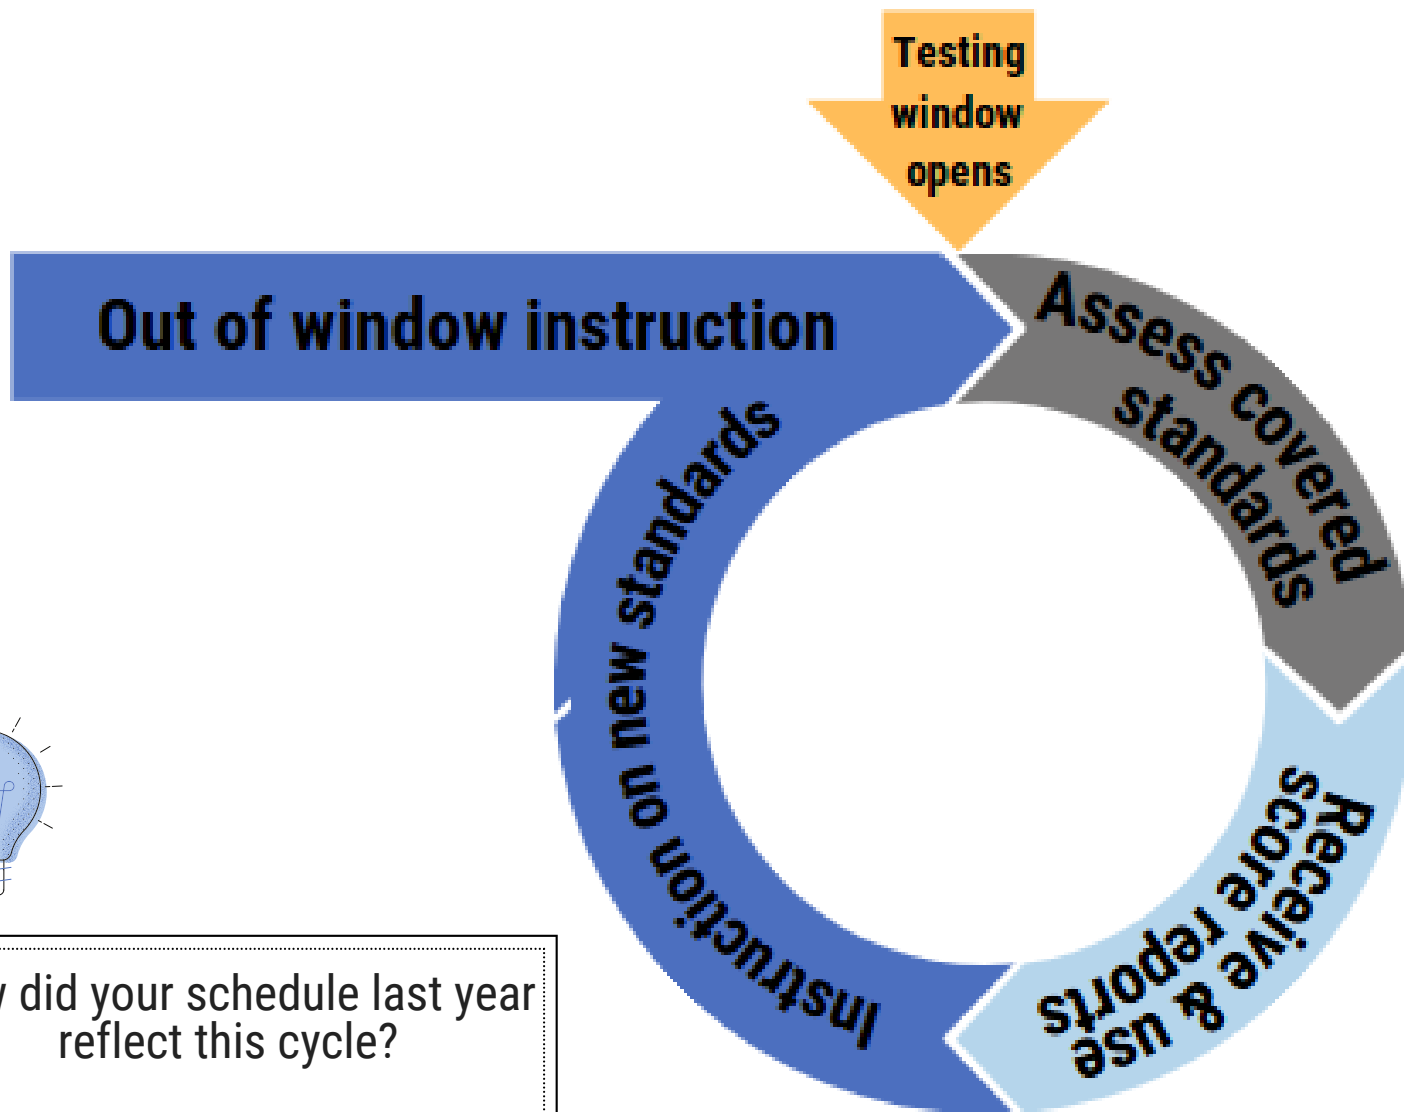 Testing
window
opens
Out of window instruction
Assess covered
standards
Receive & use
score reports
Instruction on new standards
did your schedule last year
reflect this cycle?